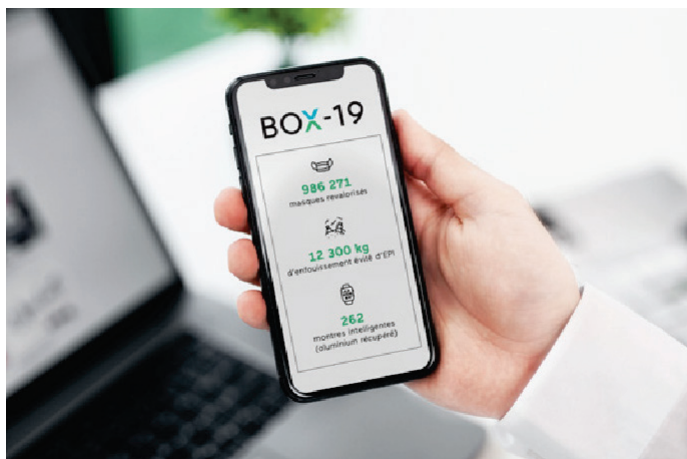 BOX-19
986 271
masques revalorisés
12 300 kg
d'enfouissement évité d'EPI
262
montres intelligentes
(aluminium récupéré)